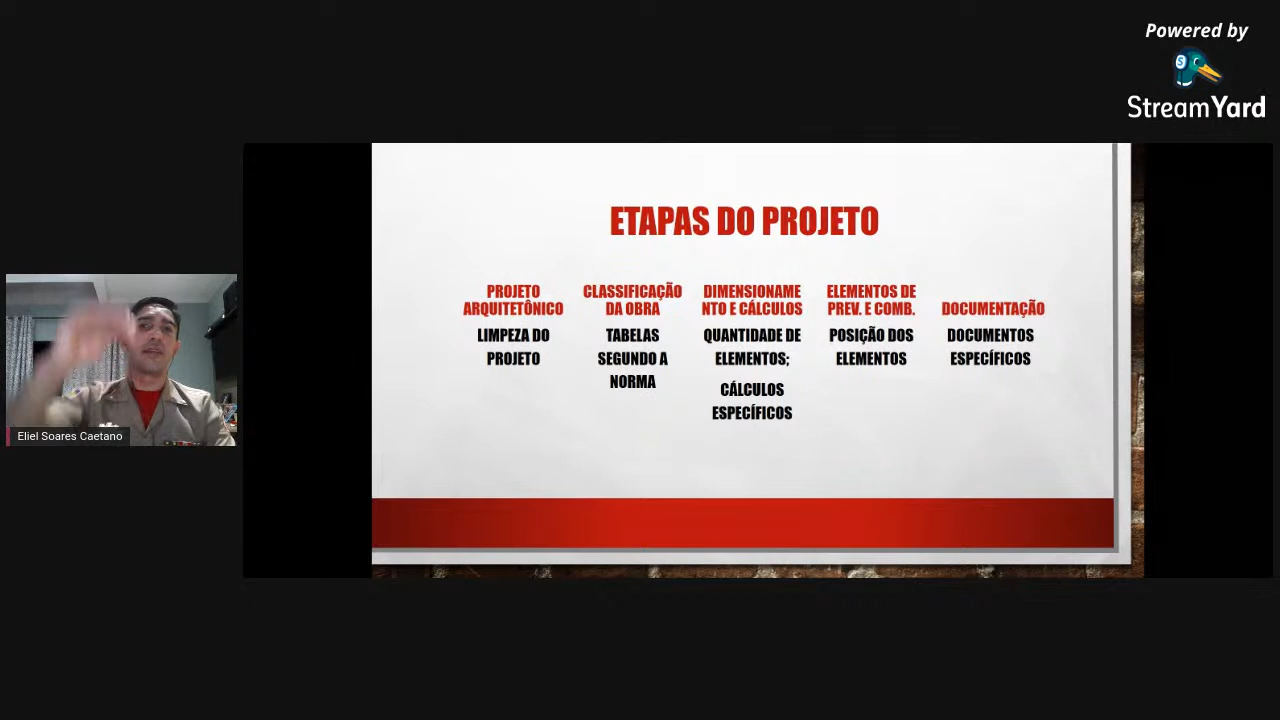 Powered by
StreamYard
ETAPAS DO PROJETO
PROJETO
ARQUITETÔNICO
LIMPEZA DO
PROJETO
CLASSIFICAÇÃO
DA OBRA
TABELAS
SEGUNDO A
NORMA
DIMENSIONAME
NTO E CÁLCULOS
QUANTIDADE DE
ELEMENTOS;
CÁLCULOS
ESPECÍFICOS
ELEMENTOS DE
PREV. E COMB.
POSIÇÃO DOS
ELEMENTOS
DOCUMENTAÇÃO
DOCUMENTOS
ESPECÍFICOS
Eliel Soares Caetano